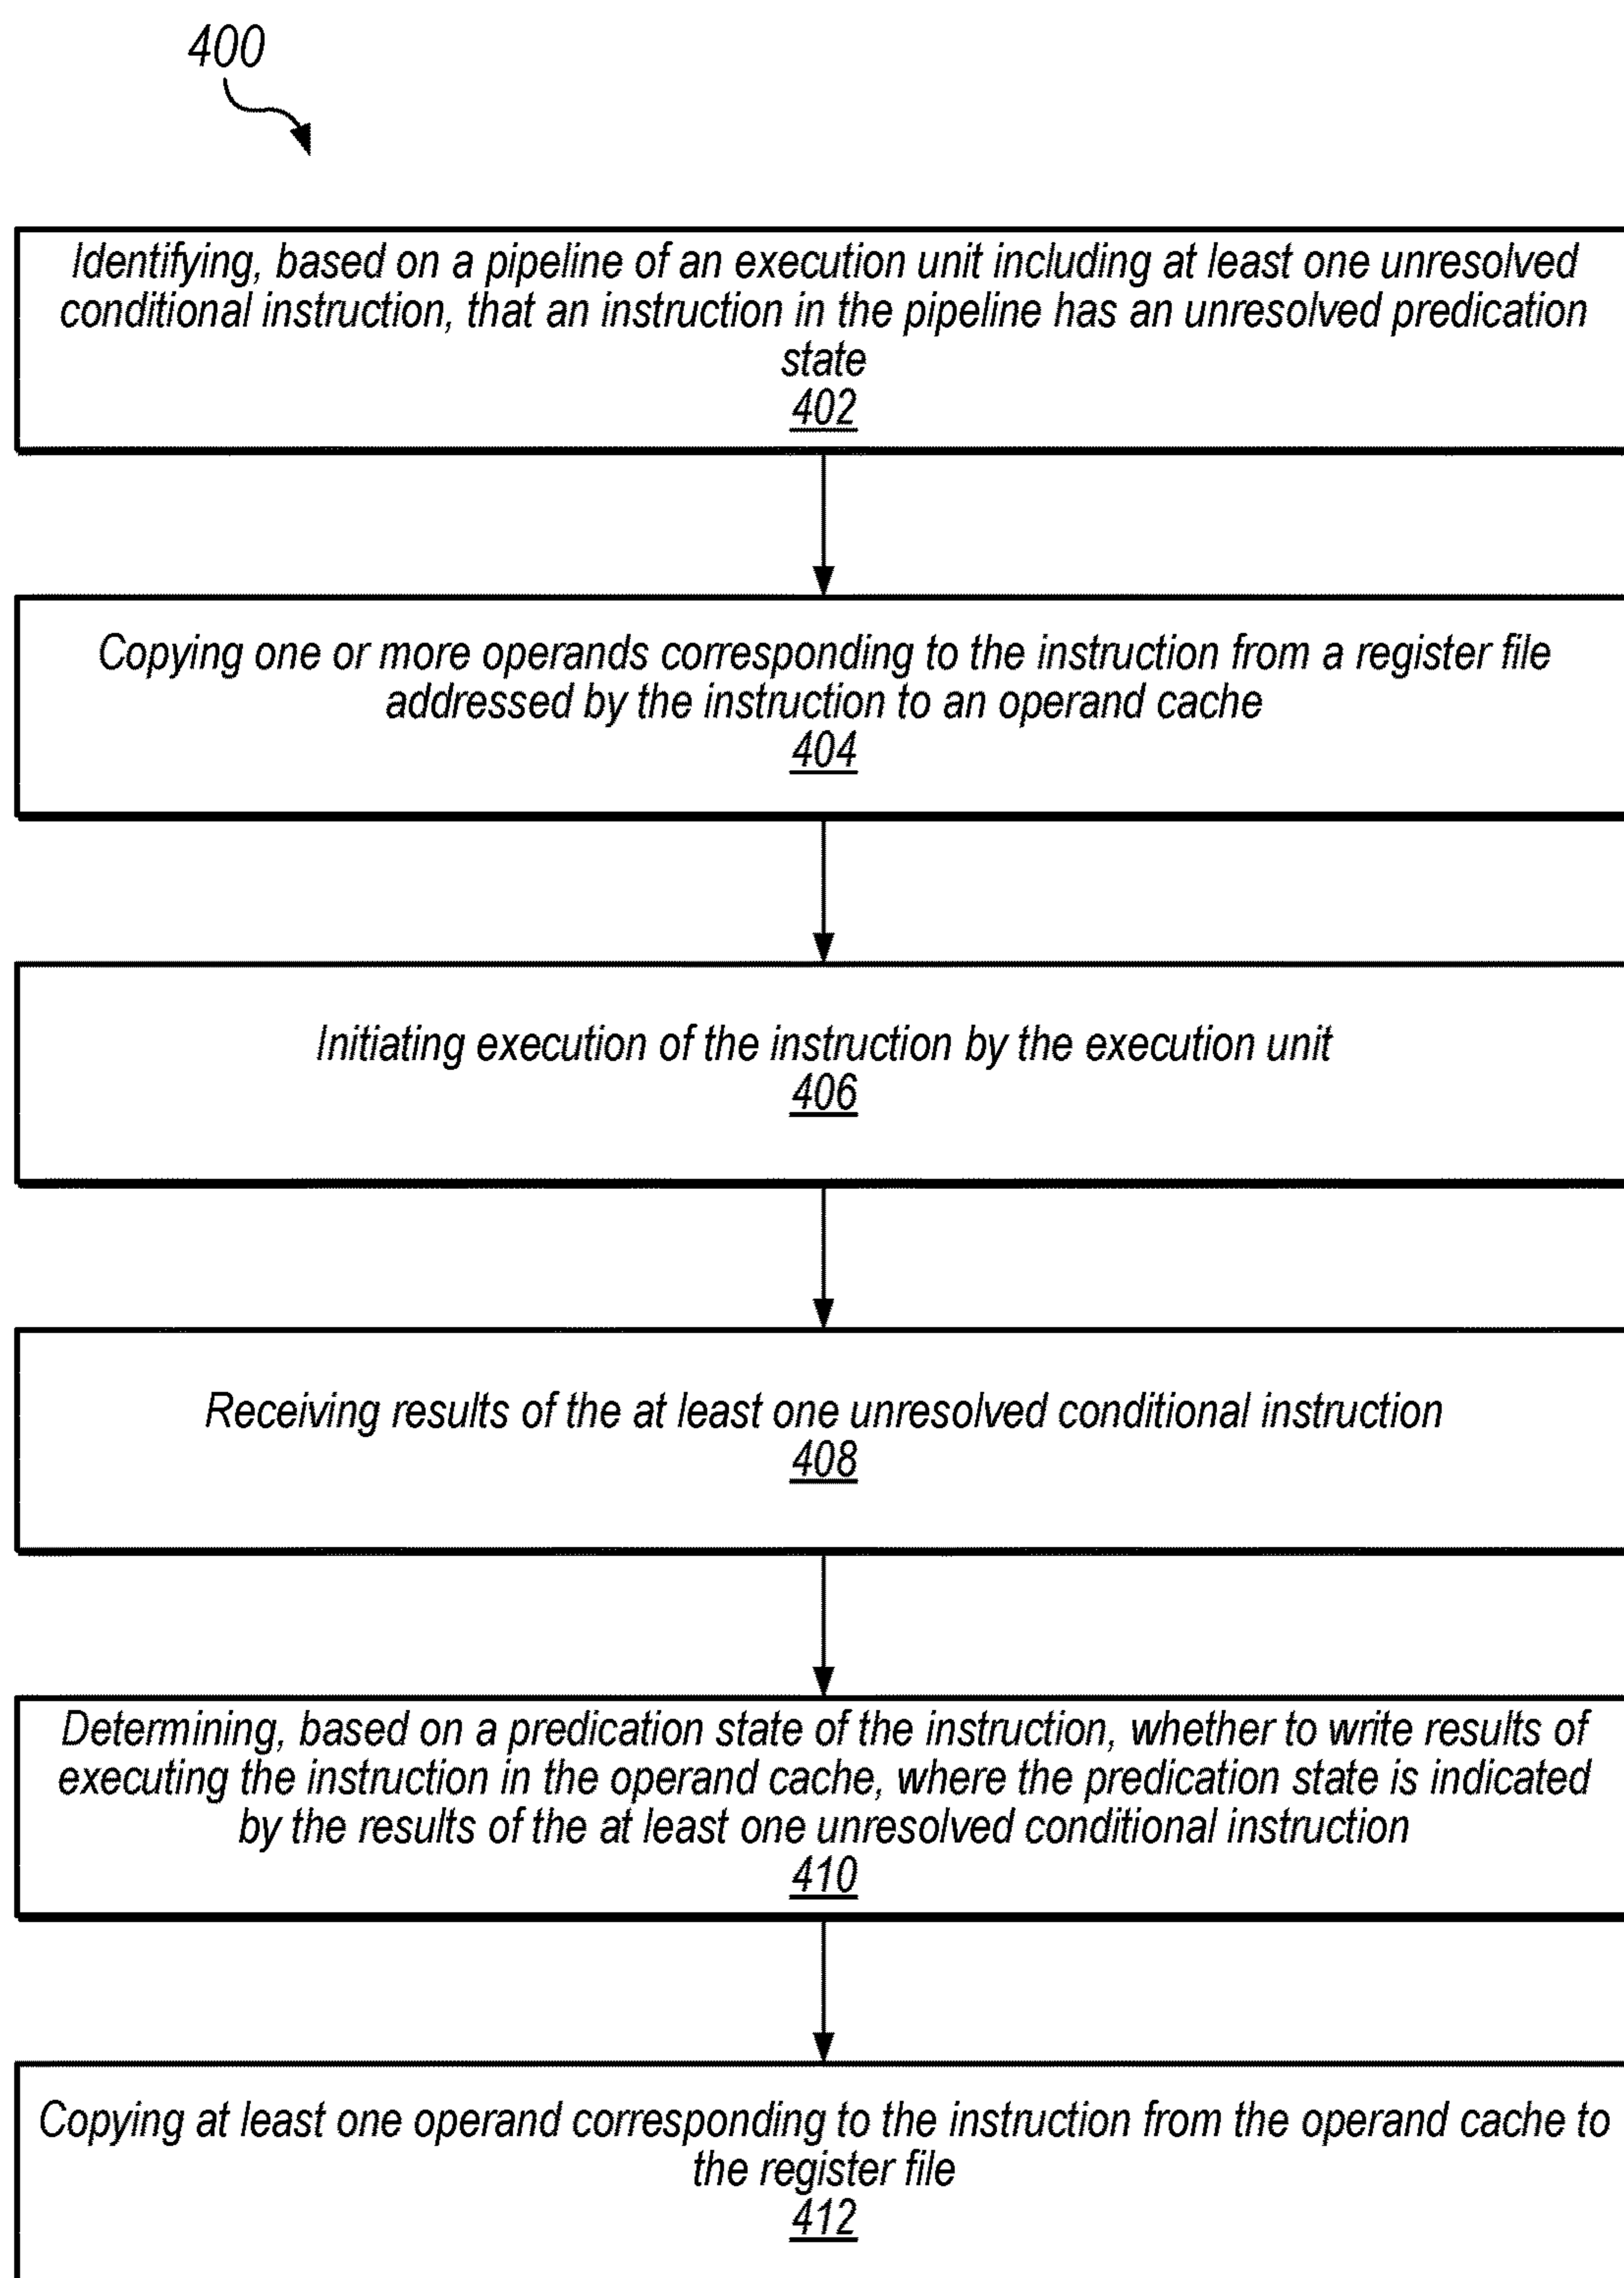 400
Identifying, based on a pipeline of an execution unit including at least one unresolved
conditional instruction, that an instruction in the pipeline has an unresolved predication
state
402
Copying one or more operands corresponding to the instruction from a register file
addressed by the instruction to an operand cache
404
Initiating execution of the instruction by the execution unit
406
Receiving results of the at least one unresolved conditional instruction
408
Determining, based on a predication state of the instruction, whether to write results of
executing the instruction in the operand cache, where the predication state is indicated
by the results of the at least one unresolved conditional instruction
410
Copying at least one operand corresponding to the instruction from the operand cache to
the register file
412